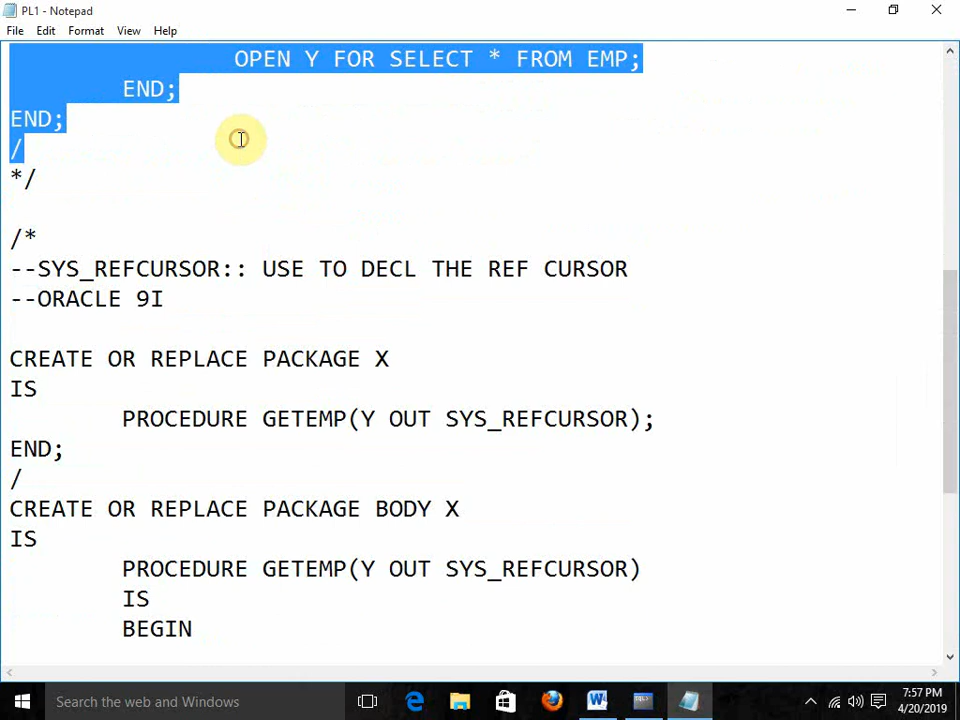 PL1 - Notepad
File Edit Format View Help
OPEN Y FOR SELECT * FROM EMP;
END;
END;
/
*/
/*
--SYS_REFCURSOR:: USE TO DECL THE REF CURSOR
--ORACLE 9I
CREATE OR REPLACE PACKAGE X
IS
PROCEDURE GETEMP(Y OUT SYS_REFCURSOR);
END;
/
CREATE OR REPLACE PACKAGE BODY X
IS
PROCEDURE GETEMP(Y OUT SYS_REFCURSOR)
IS
BEGIN
Search the web and Windows
7:57 PM
4/20/2019